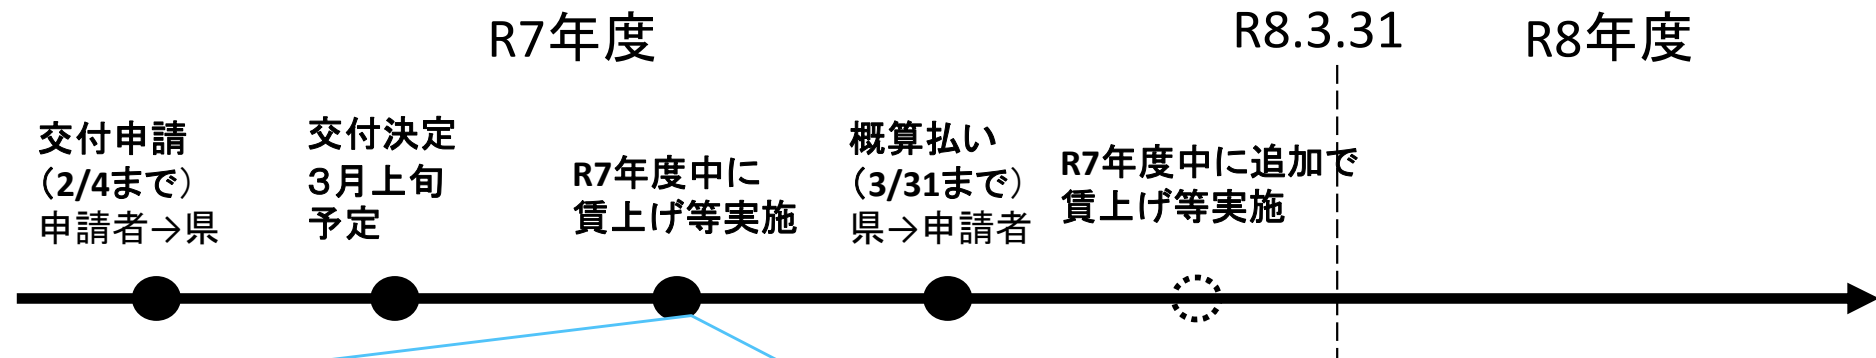 R7年度
R8.3.31
R8年度
交付申請
（2/4まで）
申請者→県
交付決定
３月上旬
予定
R7年度中に
賃上げ等実施
概算払い
（3/31まで）
県→申請者
R7年度中に追加で
賃上げ等実施